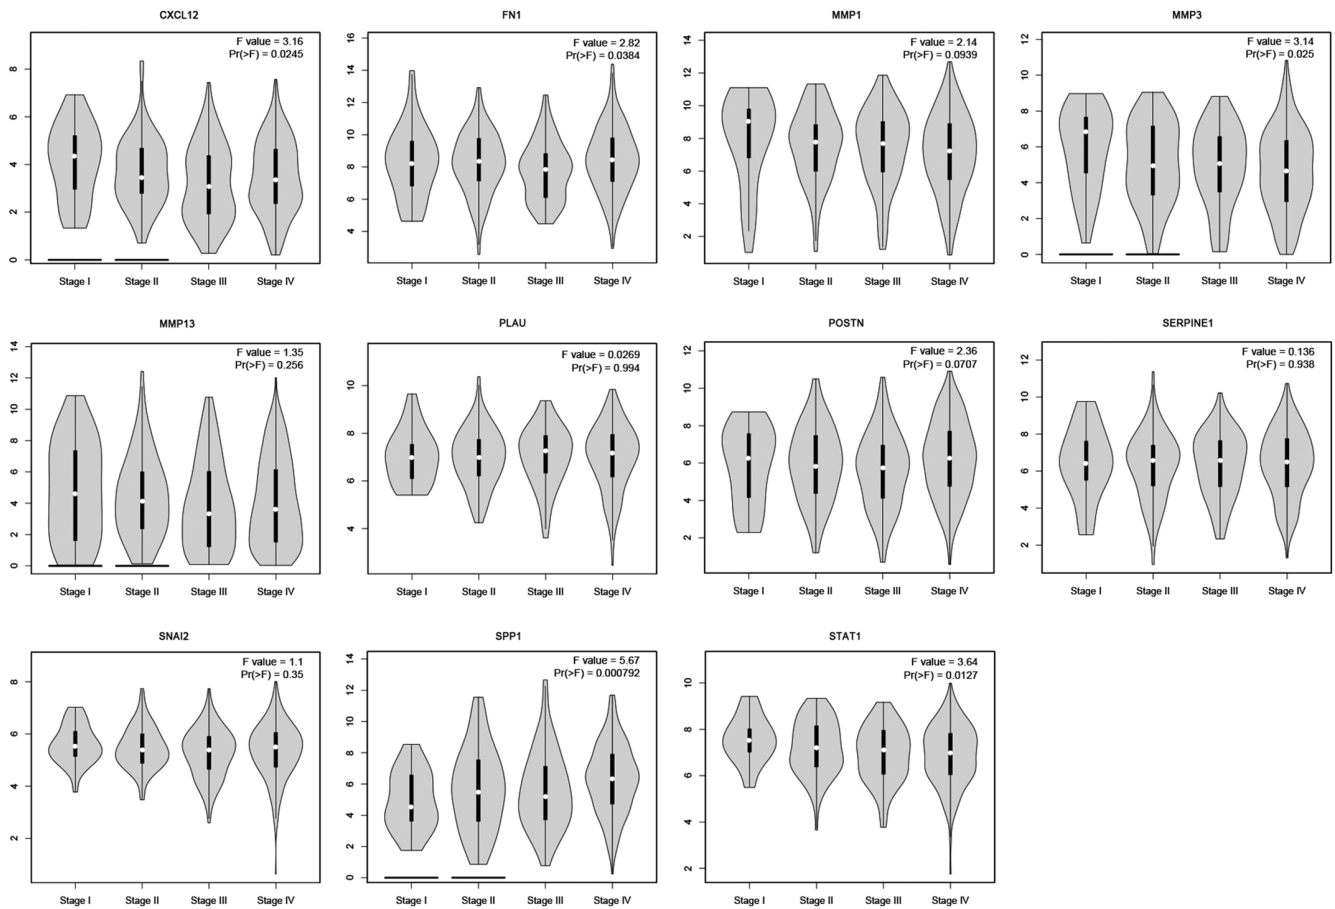 CXCL12
F value = 3.16
Pr(>F) = 0.0245
8
6
4
2
0
Stage I Stage II Stage III Stage IV
FN1
F value = 2.82
Pr(>F) = 0.0384
16
14
12
10
8
6
4
Stage I Stage II Stage III Stage IV
MMP1
F value = 2.14
Pr(>F) = 0.0939
14
12
10
8
6
4
2
Stage I Stage II Stage III Stage IV
MMP3
F value = 3.14
Pr(>F) = 0.025
12
10
8
6
4
2
0
Stage I Stage II Stage III Stage IV
MMP13
F value = 1.35
Pr(>F) = 0.256
14
12
10
8
6
4
2
0
Stage I Stage II Stage III Stage IV
PLAU
F value = 0.0269
Pr(>F) = 0.994
10
8
6
4
Stage I Stage II Stage III Stage IV
POSTN
F value = 2.36
Pr(>F) = 0.0707
12
10
8
6
4
2
Stage I Stage II Stage III Stage IV
SERPINE1
F value = 0.136
Pr(>F) = 0.938
12
10
8
6
4
2
Stage I Stage II Stage III Stage IV
SNAI2
F value = 1.1
Pr(>F) = 0.35
8
6
4
2
Stage I Stage II Stage III Stage IV
SPP1
F value = 5.67
Pr(>F) = 0.000792
14
12
10
8
6
4
2
0
Stage I Stage II Stage III Stage IV
STAT1
F value = 3.64
Pr(>F) = 0.0127
10
8
6
4
2
Stage I Stage II Stage III Stage IV